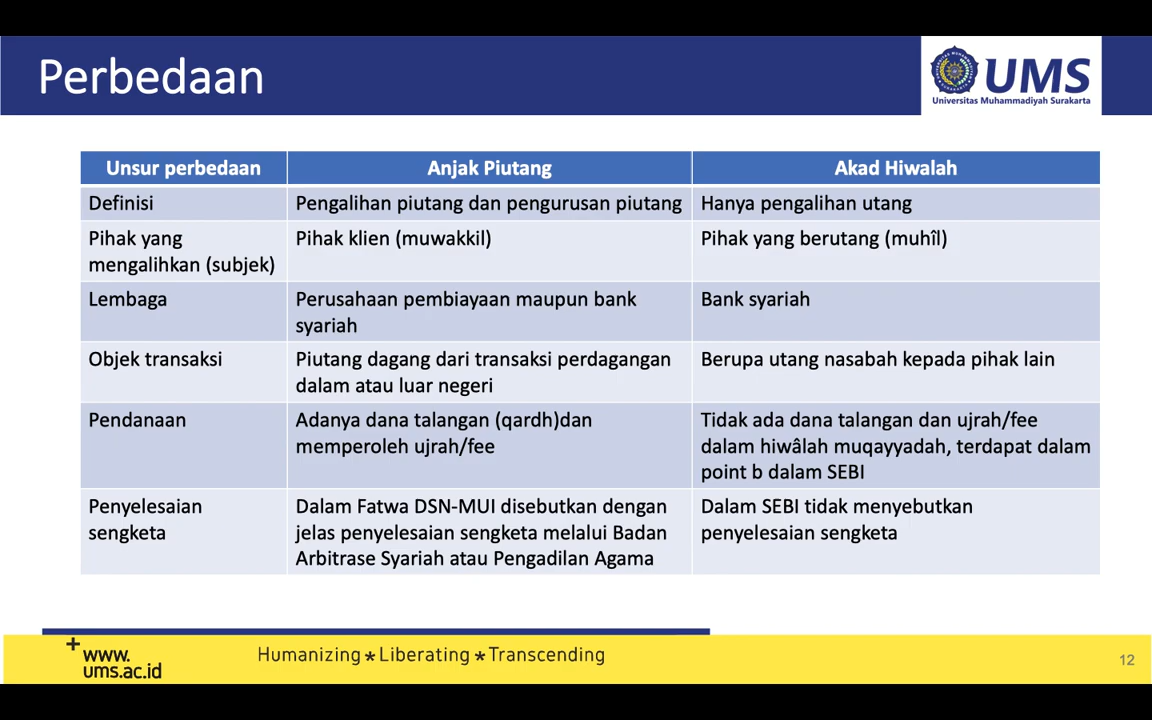 Perbedaan
UMS
Universitas Muhammadiyah Surakarta
Unsur perbedaan
Anjak Piutang
Akad Hiwalah
Definisi
Pengalihan piutang dan pengurusan piutang
Hanya pengalihan utang
Pihak yang
mengalihkan (subjek)
Pihak klien (muwakkil)
Pihak yang berutang (muhîl)
Lembaga
Perusahaan pembiayaan maupun bank
syariah
Bank syariah
Objek transaksi
Piutang dagang dari transaksi perdagangan
dalam atau luar negeri
Berupa utang nasabah kepada pihak lain
Pendanaan
Adanya dana talangan (qardh)dan
memperoleh ujrah/fee
Tidak ada dana talangan dan ujrah/fee
dalam hiwâlah muqayyadah, terdapat dalam
point b dalam SEBI
Penyelesaian
sengketa
Dalam Fatwa DSN-MUI disebutkan dengan
jelas penyelesaian sengketa melalui Badan
Arbitrase Syariah atau Pengadilan Agama
Dalam SEBI tidak menyebutkan
penyelesaian sengketa
+www.
ums.ac.id
Humanizing * Liberating * Transcending
12